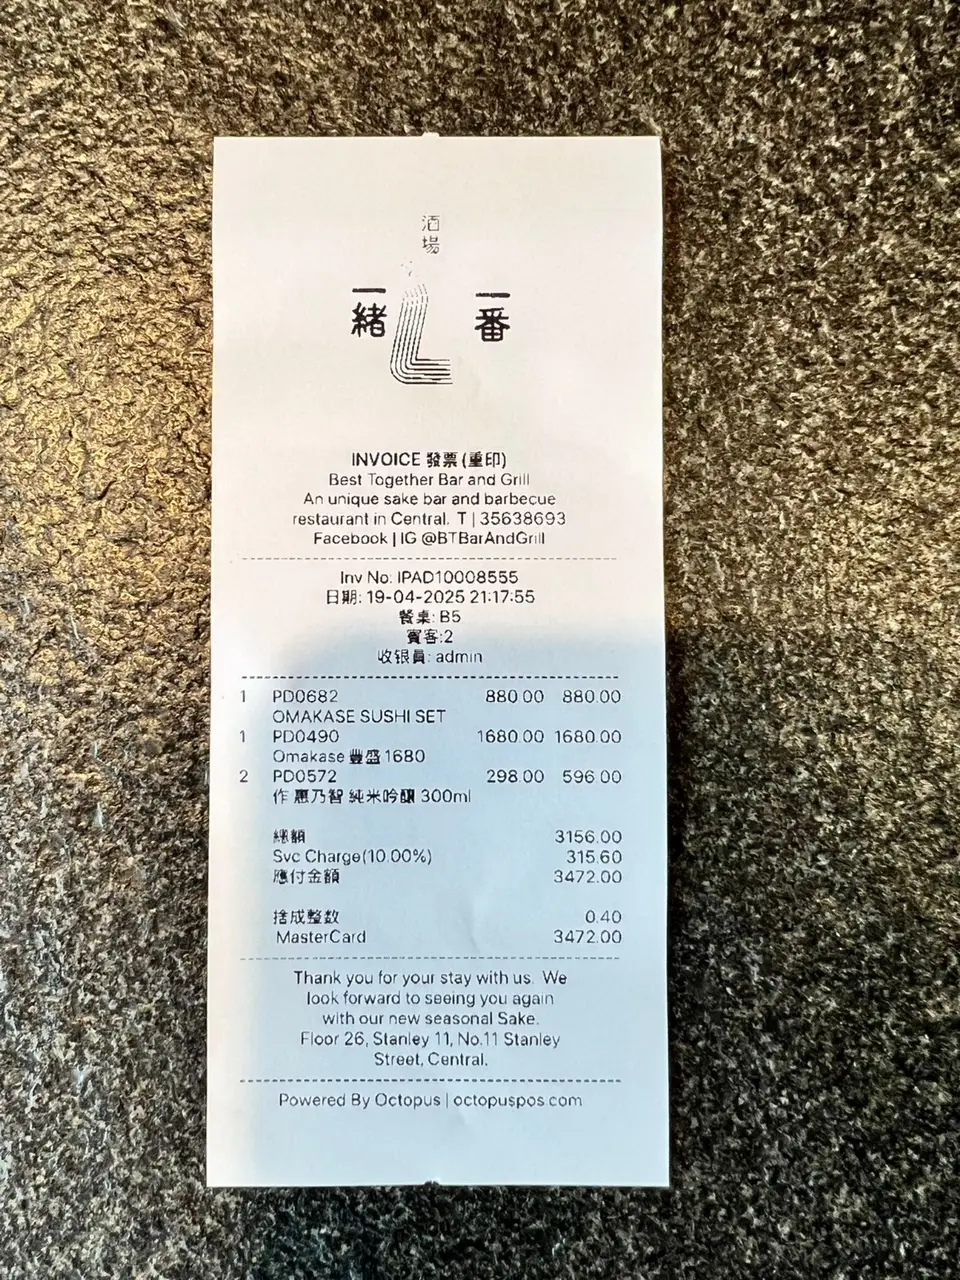 酒
場
一
緒
一
番
INVOICE 發票(重印)
Best Together Bar and Grill
An unique sake bar and barbecue
restaurant in Central. T | 35638693
Facebook | IG @BTBarAndGrill
Inv No: IPAD10008555
日期: 19-04-2025 21:17:55
餐桌: B5
賓客:2
收银員: admin
1 PD0682 880.00 880.00
OMAKASE SUSHI SET
1 PD0490 1680.00 1680.00
Omakase 豐盛 1680
2 PD0572 298.00 596.00
作 惠乃智 純米吟釀 300ml
總額 3156.00
Svc Charge(10.00%) 315.60
應付金額 3472.00
捨成整数 0.40
MasterCard 3472.00
Thank you for your stay with us. We
look forward to seeing you again
with our new seasonal Sake.
Floor 26, Stanley 11, No.11 Stanley
Street, Central.
Powered By Octopus | octopuspos.com